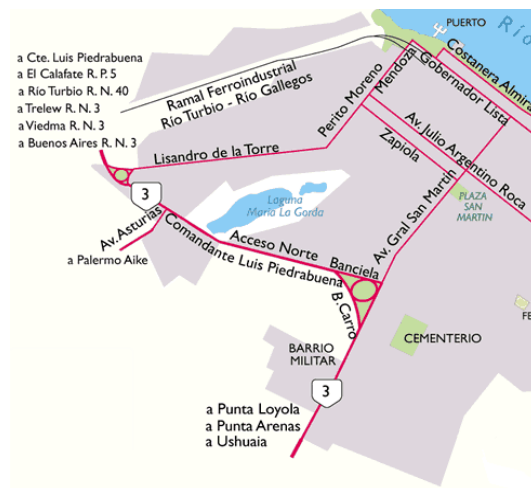 PUERTO
Río
a Cte. Luis Piedrabuena
a El Calafate R. P. 5
a Río Turbio R. N. 40
a Trelew R. N. 3
a Viedma R. N. 3
a Buenos Aires R. N. 3
Ramal Ferroindustrial
Río Turbio - Río Gallegos
Costanera Almira
Gobernador Lista
Mendoza
Perito Moreno
Lisandro de la Torre
Av. Julio Argentino Roca
Zapiola
Av. Gral San Martín
PLAZA
SAN
MARTIN
3
Av. Asturias
a Palermo Aike
Laguna
María La Gorda
Acceso Norte
Comandante Luis Piedrabuena
Banciela
B. Carro
CEMENTERIO
FE
BARRIO
MILITAR
3
a Punta Loyola
a Punta Arenas
a Ushuaia